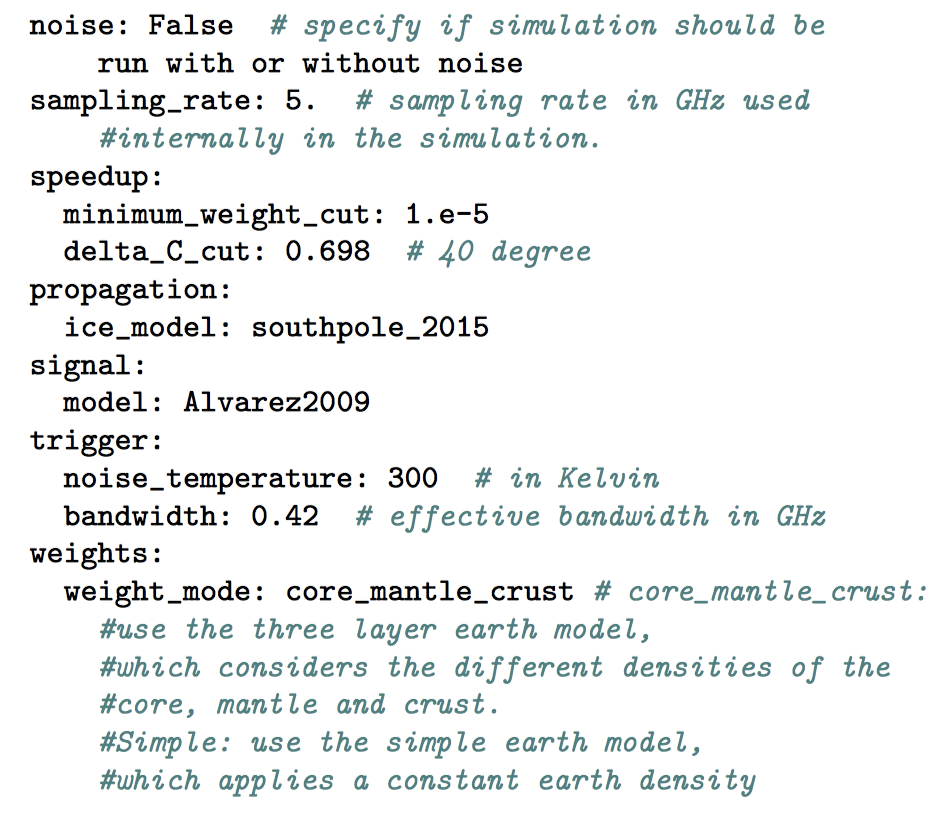 noise: False # specify if simulation should be
run with or without noise
sampling_rate: 5. # sampling rate in GHz used
#internally in the simulation.
speedup:
minimum_weight_cut: 1.e-5
delta_C_cut: 0.698 # 40 degree
propagation:
ice_model: southpole_2015
signal:
model: Alvarez2009
trigger:
noise_temperature: 300 # in Kelvin
bandwidth: 0.42 # effective bandwidth in GHz
weights:
weight_mode: core_mantle_crust # core_mantle_crust:
#use the three layer earth model,
#which considers the different densities of the
#core, mantle and crust.
#Simple: use the simple earth model,
#which applies a constant earth density